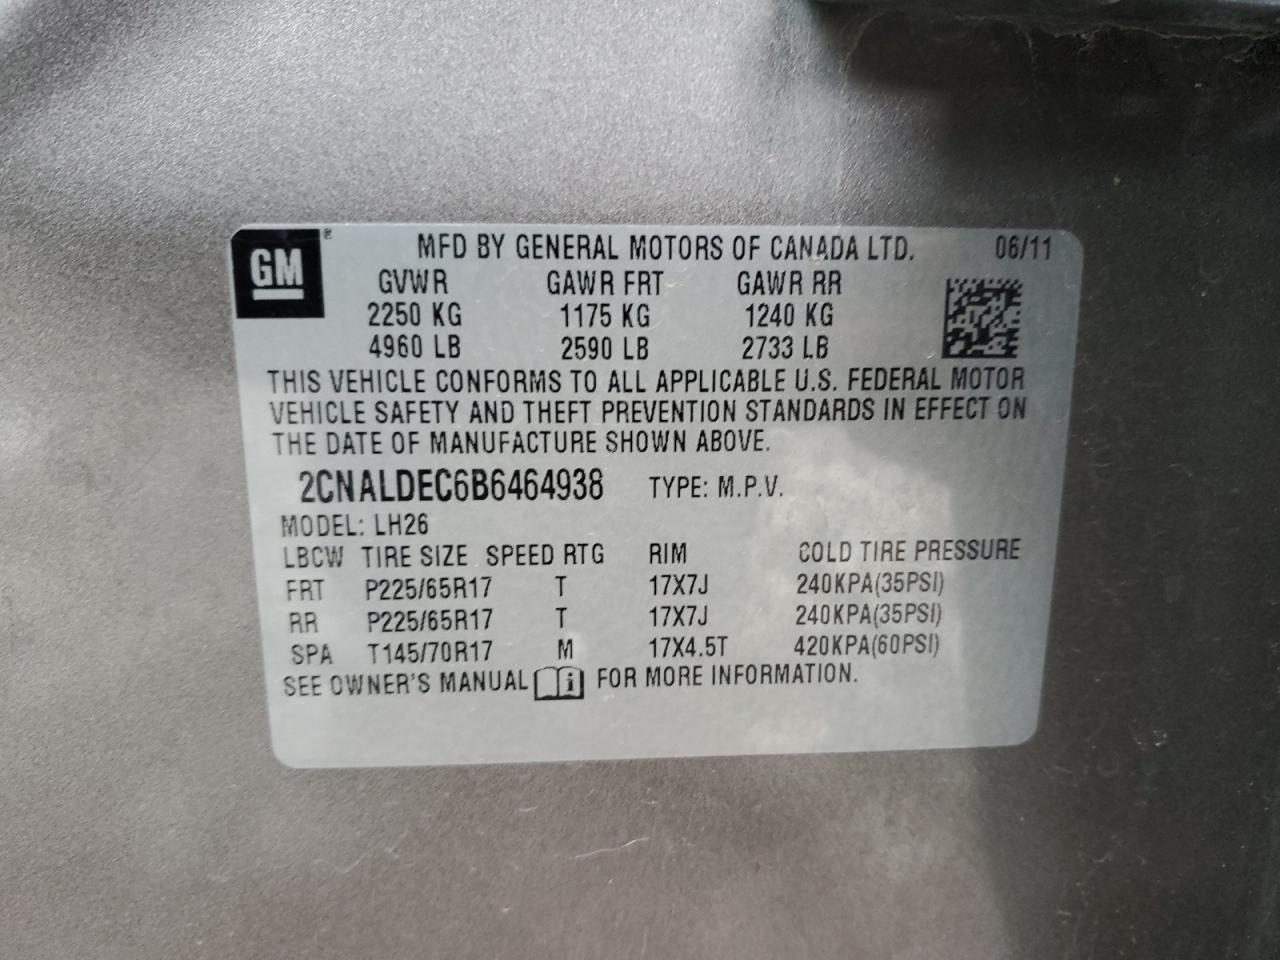 GM ® MFD BY GENERAL MOTORS OF CANADA LTD. 06/11
GVWR GAWR FRT GAWR RR
2250 KG 1175 KG 1240 KG
4960 LB 2590 LB 2733 LB
THIS VEHICLE CONFORMS TO ALL APPLICABLE U.S. FEDERAL MOTOR
VEHICLE SAFETY AND THEFT PREVENTION STANDARDS IN EFFECT ON
THE DATE OF MANUFACTURE SHOWN ABOVE.
2CNALDEC6B6464938 TYPE: M.P.V.
MODEL: LH26
LBCW TIRE SIZE SPEED RTG RIM COLD TIRE PRESSURE
FRT P225/65R17 T 17X7J 240KPA(35PSI)
RR P225/65R17 T 17X7J 240KPA(35PSI)
SPA T145/70R17 M 17X4.5T 420KPA(60PSI)
SEE OWNER'S MANUAL i FOR MORE INFORMATION.